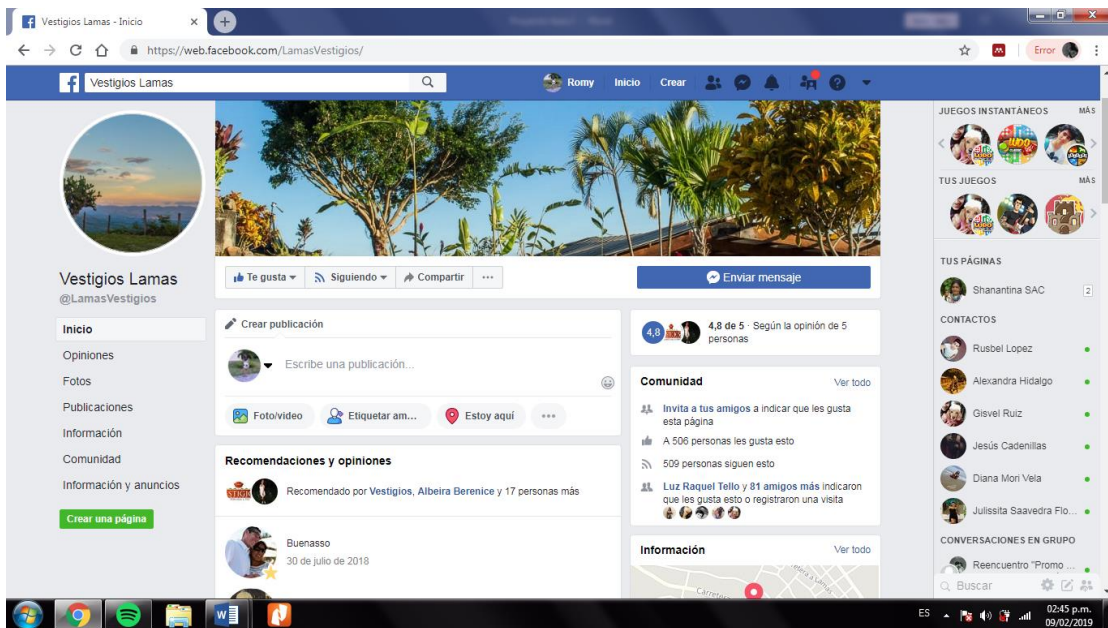 Vestigios Lamas - Inicio
https://web.facebook.com/LamasVestigios/
Error
Vestigios Lamas
Romy
Inicio
Crear
Vestigios Lamas
@LamasVestigios
Inicio
Opiniones
Fotos
Publicaciones
Información
Comunidad
Información y anuncios
Crear una página
Te gusta
Siguiendo
Compartir
Enviar mensaje
Crear publicación
Escribe una publicación...
Foto/video
Etiquetar am...
Estoy aquí
Recomendaciones y opiniones
Recomendado por Vestigios, Albeira Berenice y 17 personas más
Buenasso
30 de julio de 2018
4,8
4,8 de 5 · Según la opinión de 5
personas
Comunidad
Ver todo
Invita a tus amigos a indicar que les gusta
esta página
A 506 personas les gusta esto
509 personas siguen esto
Luz Raquel Tello y 81 amigos más indicaron
que les gusta esto o registraron una visita
Información
Ver todo
JUEGOS INSTANTÁNEOS
MÁS
TUS JUEGOS
MÁS
TUS PÁGINAS
Shanantina SAC
2
CONTACTOS
Rusbel Lopez
Alexandra Hidalgo
Gisvel Ruiz
Jesús Cadenillas
Diana Mori Vela
Julissita Saavedra Flo...
CONVERSACIONES EN GRUPO
Reencuentro "Promo ...
Buscar
ES
02:45 p.m.
09/02/2019